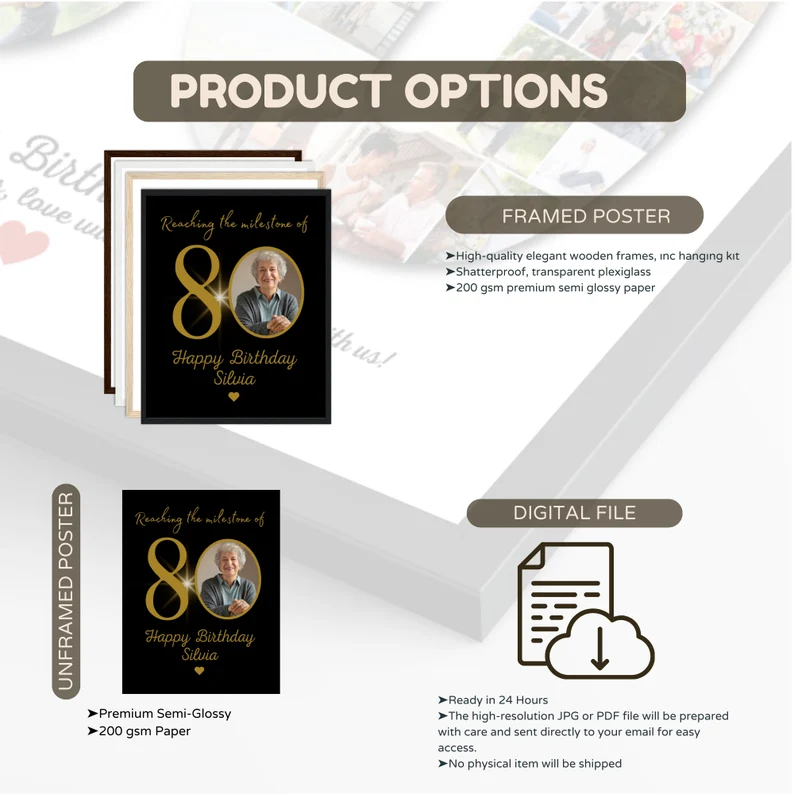 PRODUCT OPTIONS
Birth
love
with us!
Reaching the milestone of
80
Happy Birthday
Silvia
FRAMED POSTER
➤High-quality elegant wooden frames, inc hanging kit
➤Shatterproof, transparent plexiglass
➤200 gsm premium semi glossy paper
UNFRAMED POSTER
Reaching the milestone of
80
Happy Birthday
Silvia
➤Premium Semi-Glossy
➤200 gsm Paper
DIGITAL FILE
➤Ready in 24 Hours
➤The high-resolution JPG or PDF file will be prepared
with care and sent directly to your email for easy
access.
➤No physical item will be shipped